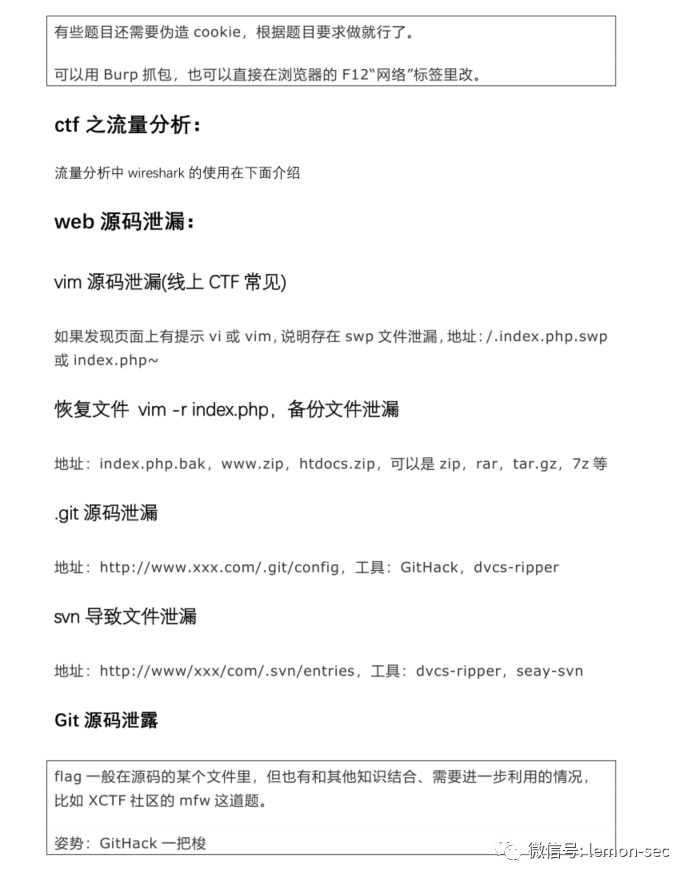 有些题目还需要伪造 cookie，根据题目要求做就行了。
可以用 Burp 抓包，也可以直接在浏览器的 F12“网络”标签里改。
ctf 之流量分析：
流量分析中 wireshark 的使用在下面介绍
web 源码泄漏：
vim 源码泄漏(线上 CTF 常见)
如果发现页面上有提示 vi 或 vim，说明存在 swp 文件泄漏，地址：/.index.php.swp
或 index.php~
恢复文件 vim -r index.php，备份文件泄漏
地址：index.php.bak，www.zip，htdocs.zip，可以是 zip，rar，tar.gz，7z 等
.git 源码泄漏
地址：http://www.xxx.com/.git/config，工具：GitHack，dvcs-ripper
svn 导致文件泄漏
地址：http://www/xxx/com/.svn/entries，工具：dvcs-ripper，seay-svn
Git 源码泄露
flag 一般在源码的某个文件里，但也有和其他知识结合、需要进一步利用的情况，
比如 XCTF 社区的 mfw 这道题。
姿势：GitHack 一把梭
微信号: lemon-sec